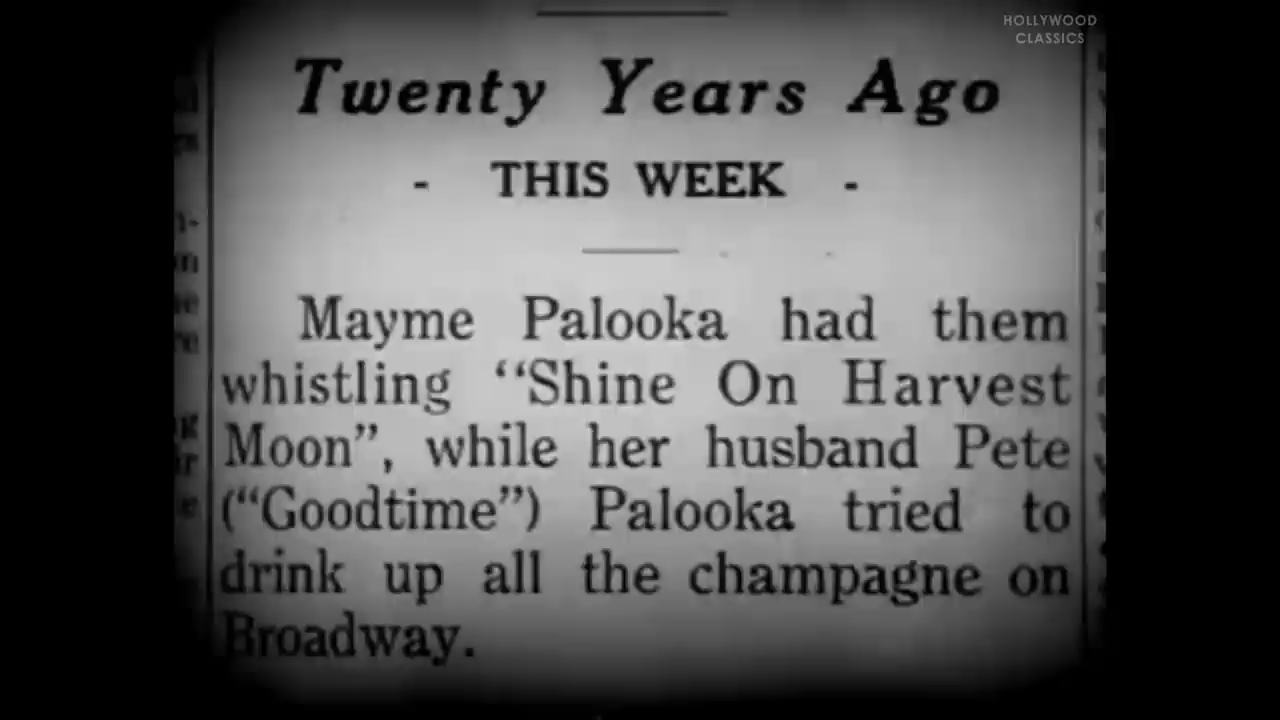 HOLLYWOOD
CLASSICS
Twenty Years Ago
- THIS WEEK -
Mayme Palooka had them
whistling “Shine On Harvest
Moon”, while her husband Pete
(“Goodtime”) Palooka tried to
drink up all the champagne on
Broadway.